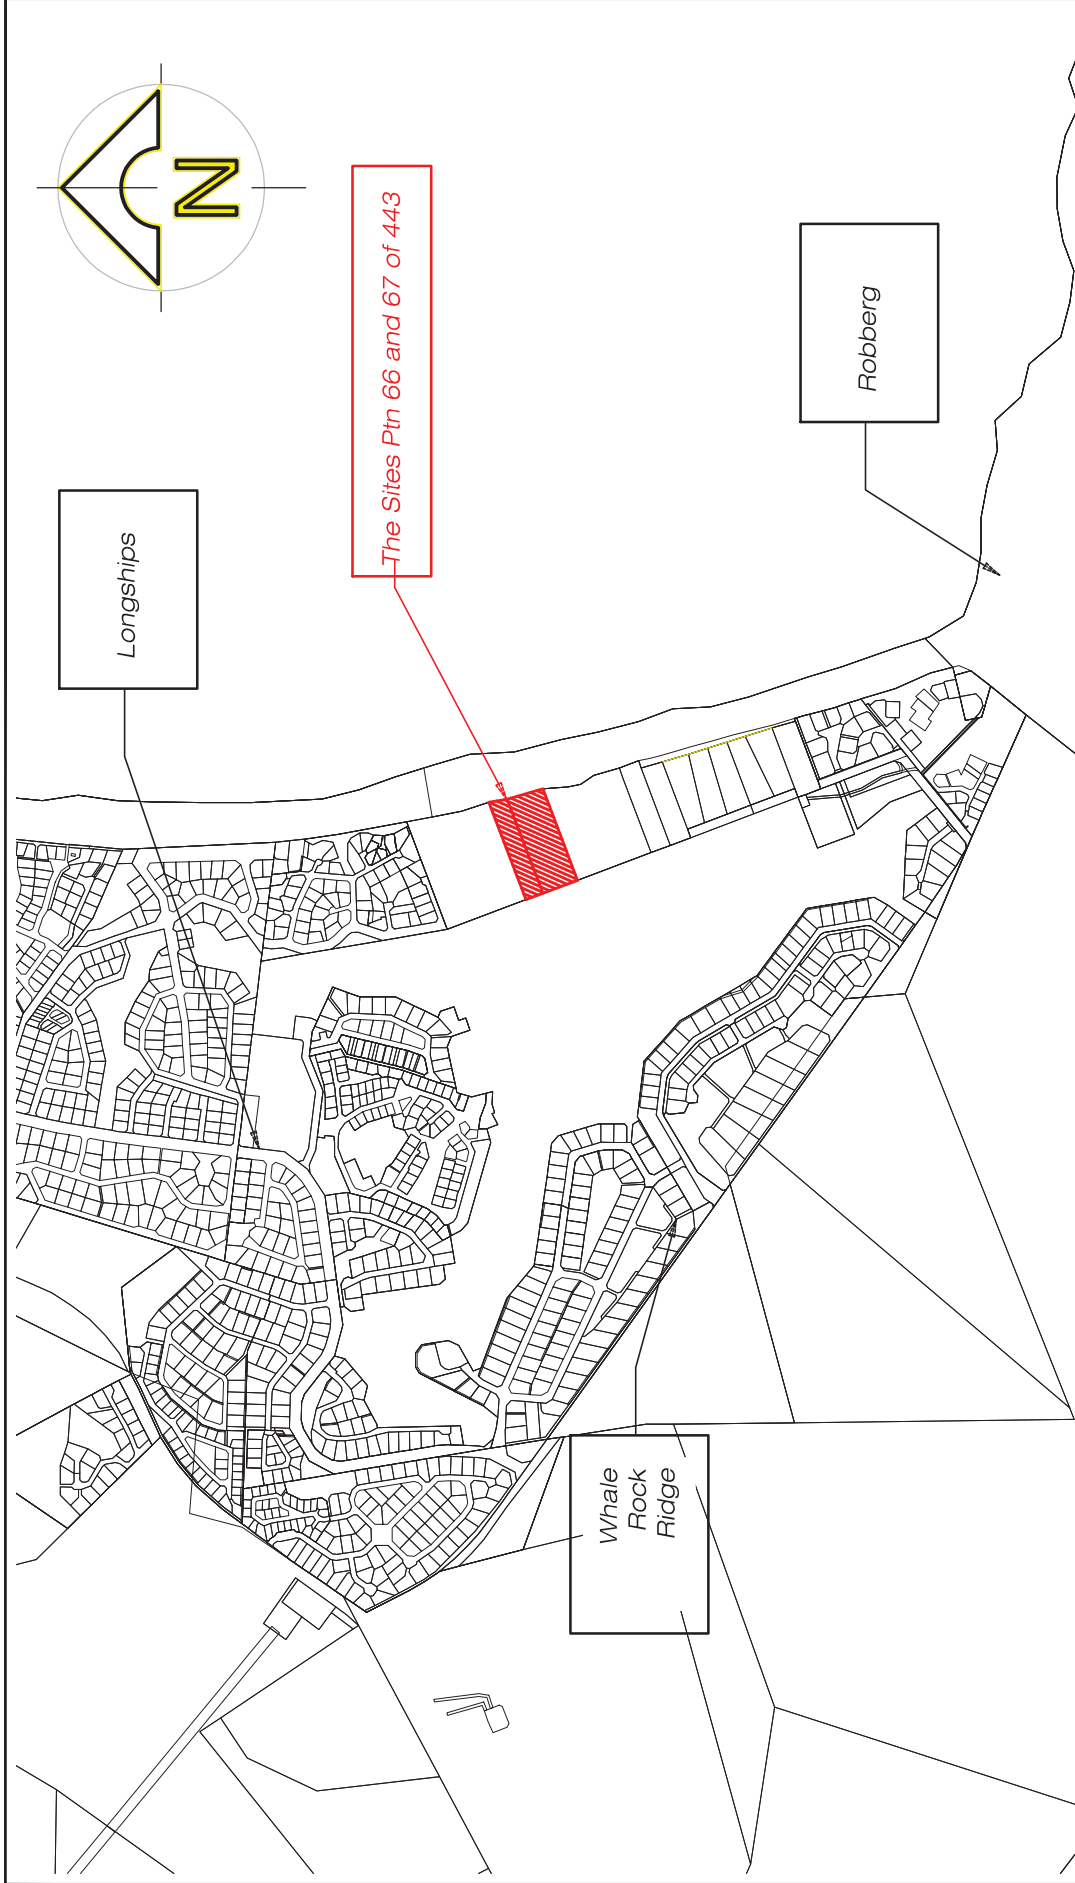 N
The Sites Ptn 66 and 67 of 443
Robberg
Longships
Whale
Rock
Ridge